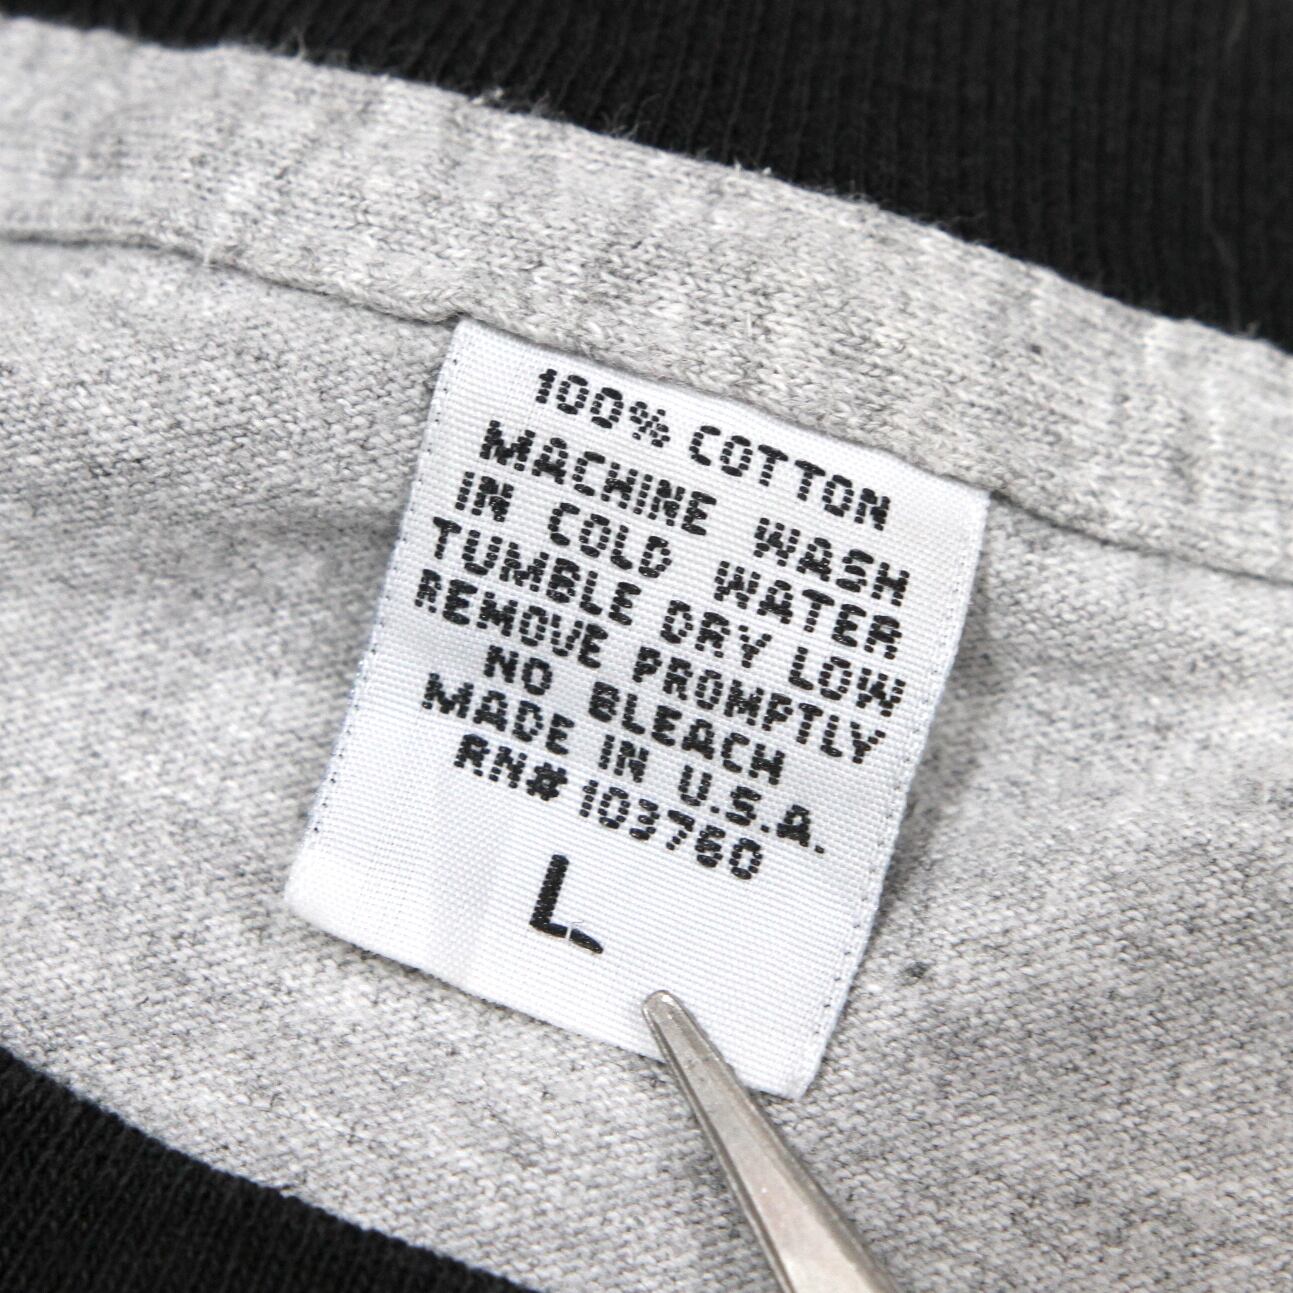 100% COTTON
MACHINE WASH
IN COLD WATER
TUMBLE DRY LOW
REMOVE PROMPTLY
NO BLEACH
MADE IN U.S.A.
RN# 103760
L